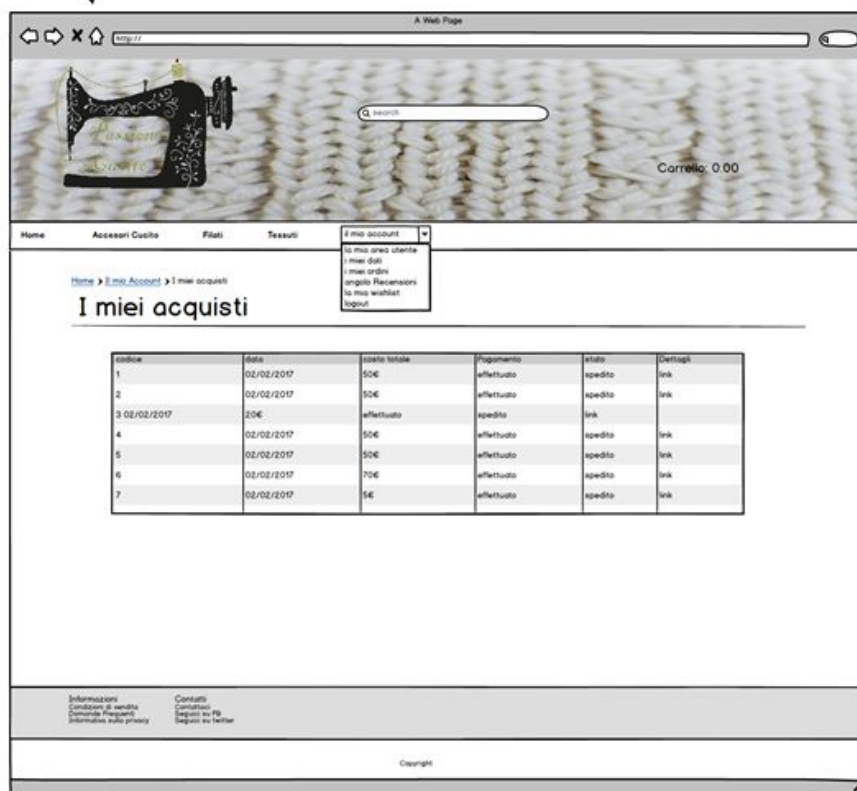 A Web Page
http://
search
Passione
Cucito
Carrello: 0.00
Home Accessori Cucito Filati Tessuti il mio account
la mia area utente
i miei dati
i miei ordini
angolo Recensioni
la mia wishlist
logout
Home > Il mio Account > I miei acquisti
I miei acquisti
codice data costo totale Pagamento stato Dettagli
1 02/02/2017 50€ effettuato spedito link
2 02/02/2017 50€ effettuato spedito link
3 02/02/2017 20€ effettuato spedito link
4 02/02/2017 50€ effettuato spedito link
5 02/02/2017 50€ effettuato spedito link
6 02/02/2017 70€ effettuato spedito link
7 02/02/2017 5€ effettuato spedito link
Informazioni Contatti
Condizioni di vendita Contattaci
Domande Frequenti Seguici su FB
Informativa sulla privacy Seguici su twitter
Copyright